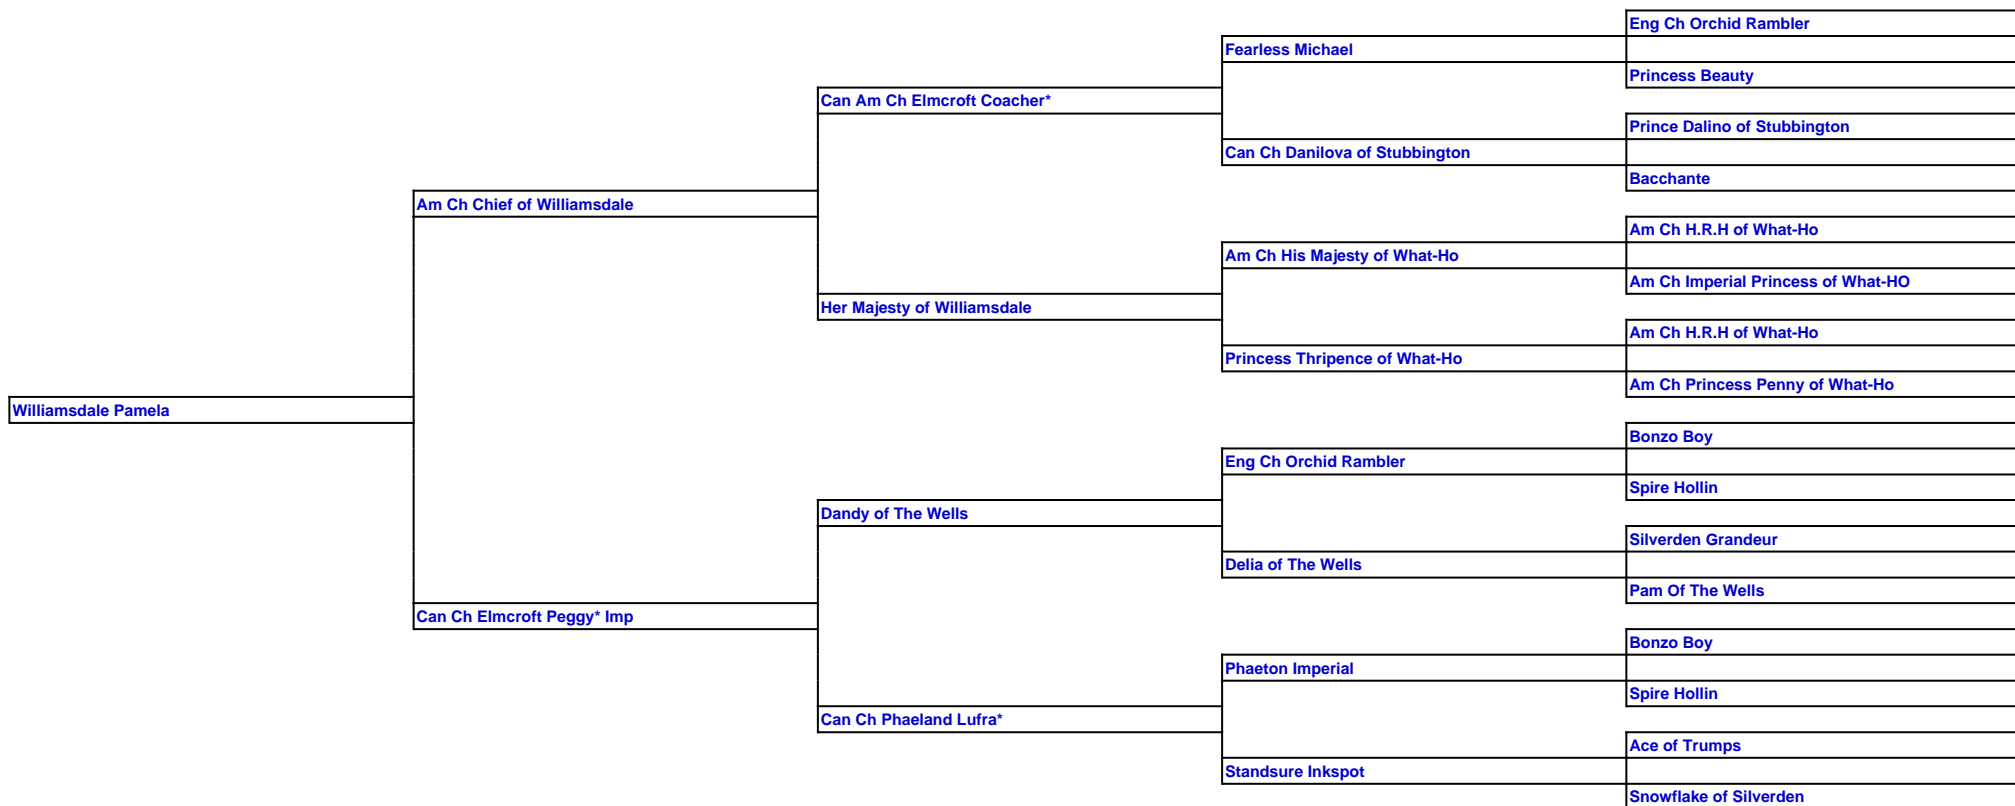 Eng Ch Orchid Rambler
Fearless Michael
Princess Beauty
Can Am Ch Elmcroft Coacher*
Prince Dalino of Stubbington
Can Ch Danilova of Stubbington
Bacchante
Am Ch Chief of Williamsdale
Am Ch H.R.H of What-Ho
Am Ch His Majesty of What-Ho
Am Ch Imperial Princess of What-HO
Her Majesty of Williamsdale
Am Ch H.R.H of What-Ho
Princess Thripence of What-Ho
Am Ch Princess Penny of What-Ho
Williamsdale Pamela
Bonzo Boy
Eng Ch Orchid Rambler
Spire Hollin
Dandy of The Wells
Silverden Grandeur
Delia of The Wells
Pam Of The Wells
Can Ch Elmcroft Peggy* Imp
Bonzo Boy
Phaeton Imperial
Spire Hollin
Can Ch Phaeland Lufra*
Ace of Trumps
Standsure Inkspot
Snowflake of Silverden